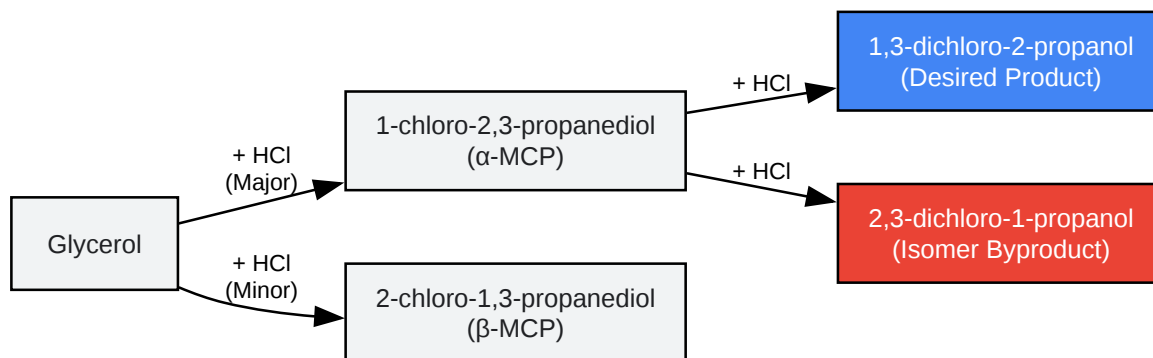 Glycerol
+ HCl
(Major)
+ HCl
(Minor)
1-chloro-2,3-propanediol
(α-MCP)
2-chloro-1,3-propanediol
(β-MCP)
+ HCl
+ HCl
1,3-dichloro-2-propanol
(Desired Product)
2,3-dichloro-1-propanol
(Isomer Byproduct)